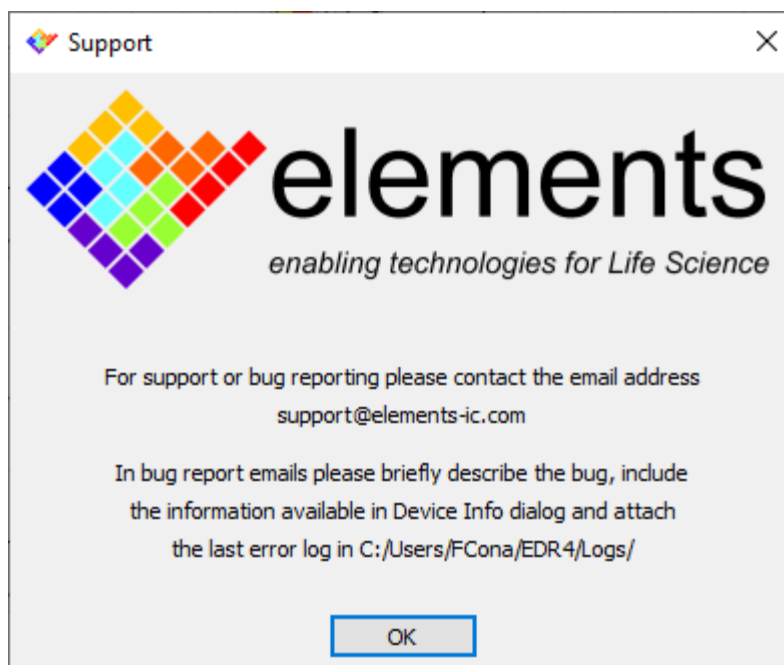 Support
elements
enabling technologies for Life Science
For support or bug reporting please contact the email address
support@elements-ic.com
In bug report emails please briefly describe the bug, include
the information available in Device Info dialog and attach
the last error log in C:/Users/FCona/EDR4/Logs/
OK